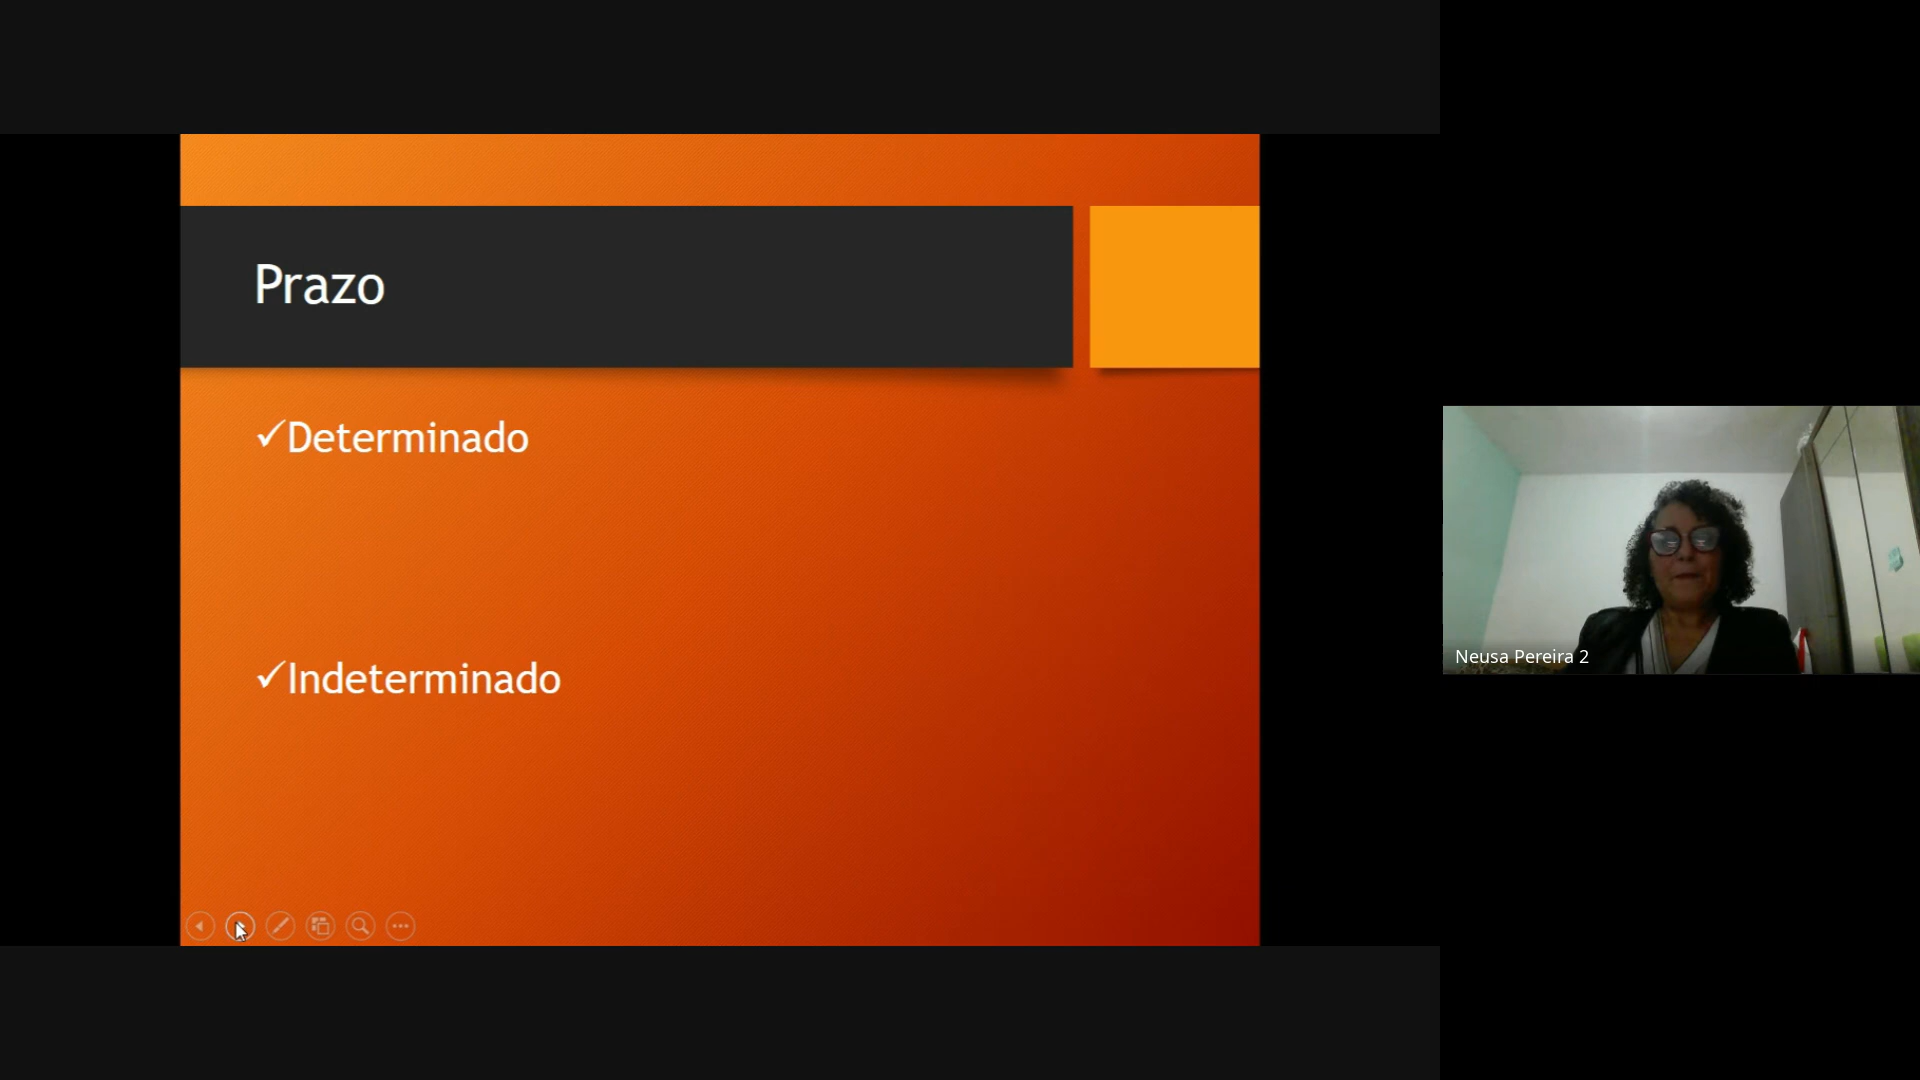 Prazo
✓Determinado
✓Indeterminado
Neusa Pereira 2